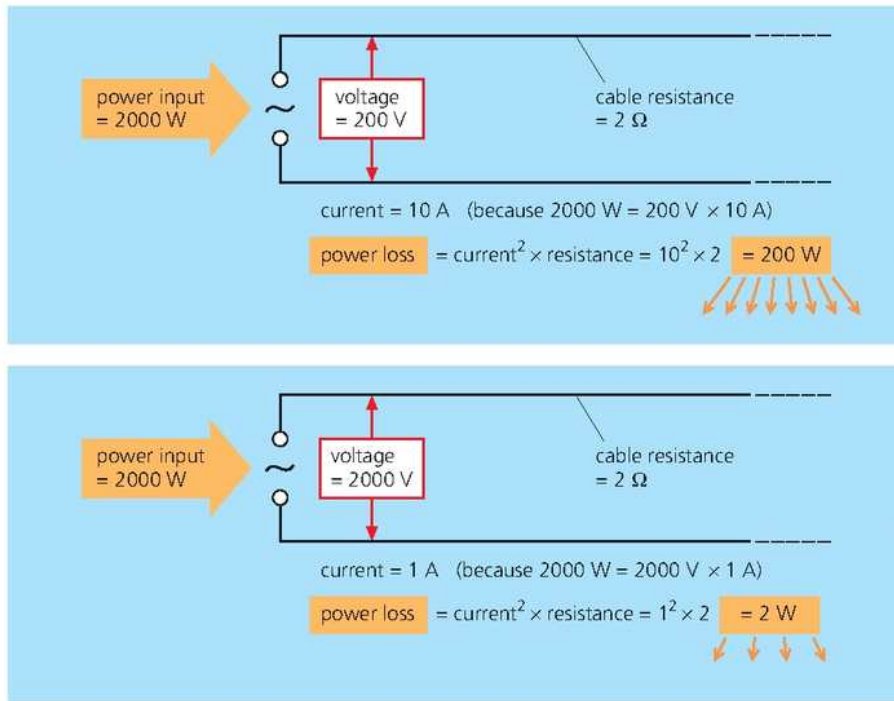 power input
= 2000 W
~
voltage
= 200 V
cable resistance
= 2 Ω
current = 10 A (because 2000 W = 200 V × 10 A)
power loss = current² × resistance = 10² × 2 = 200 W
power input
= 2000 W
~
voltage
= 2000 V
cable resistance
= 2 Ω
current = 1 A (because 2000 W = 2000 V × 1 A)
power loss = current² × resistance = 1² × 2 = 2 W